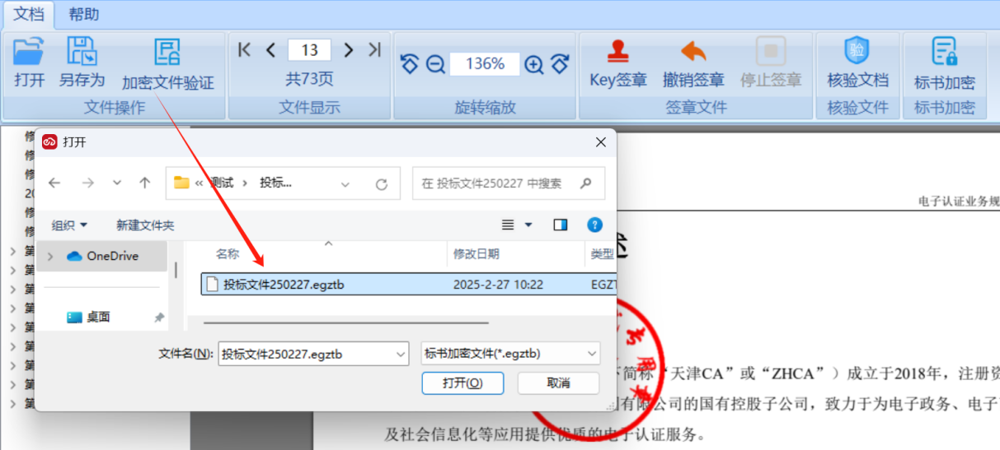 文档 帮助
打开 另存为 加密文件验证
文件操作
13
共73页
文件显示
136%
旋转缩放
Key签章 撤销签章 停止签章
签章文件
验
核验文档
核验文件
标书加密
标书加密
打开
« 测试 › 投标...
在 投标文件250227 中搜索
组织 新建文件夹
OneDrive
桌面
名称 修改日期 类型
投标文件250227.egztb 2025-2-27 10:22 EGZT
文件名(N): 投标文件250227.egztb 标书加密文件(*.egztb)
打开(O) 取消
修
修
修
20
修
修
第
第
第
第
第
第
第
第
第
电子认证业务规
述
下简称“天津CA”或“ZHCA”）成立于2018年，注册资
有限公司的国有控股子公司，致力于为电子政务、电子
及社会信息化等应用提供优质的电子认证服务。
专用章